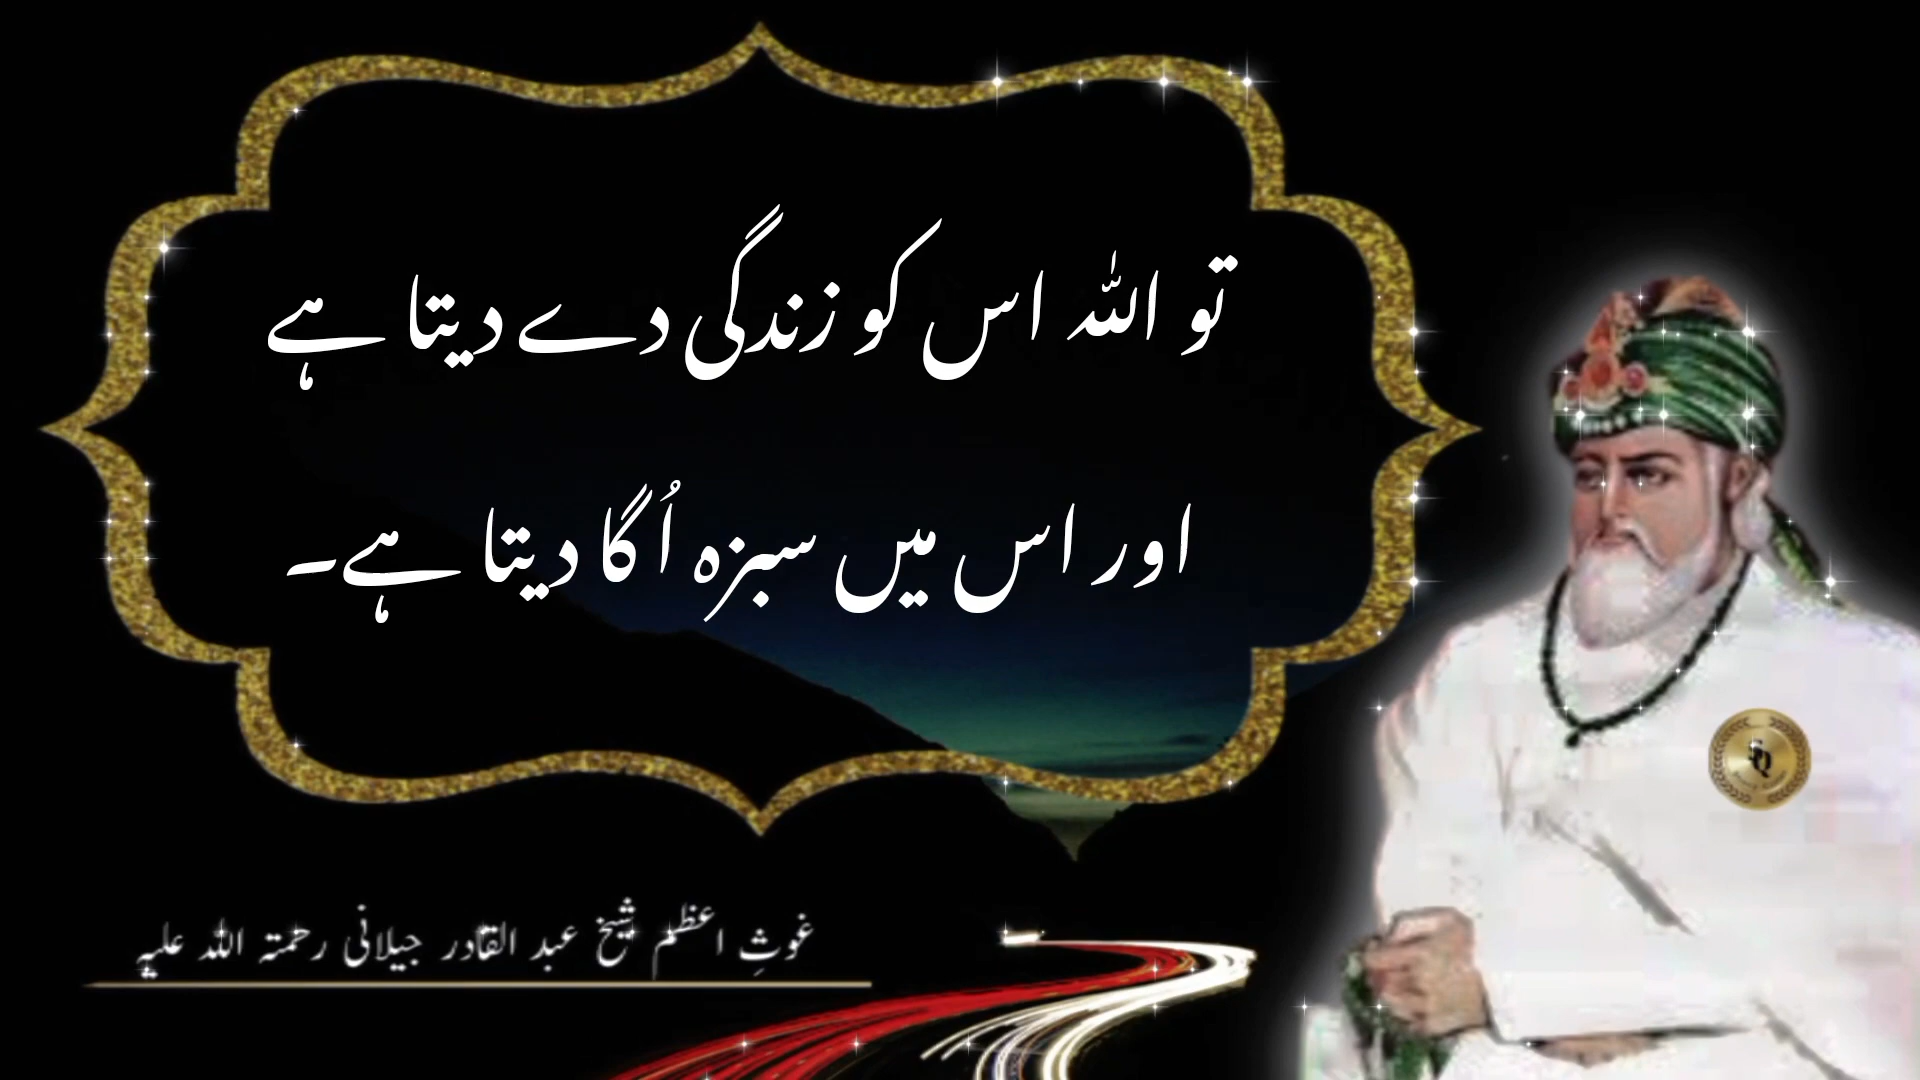 تو اللہ اس کو زندگی دے دیتا ہے
اور اس میں سبزہ اُگا دیتا ہے۔
غوثِ اعظم شیخ عبد القادر جیلانی رحمتہ اللہ علیہ
SQ